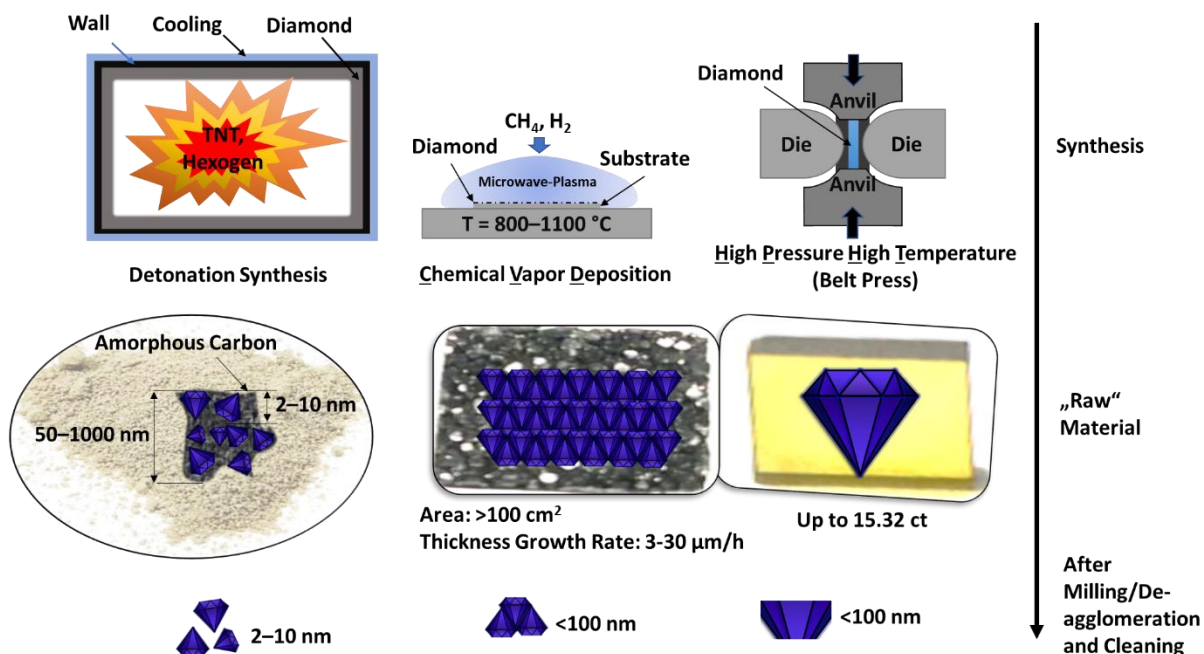 Wall
Cooling
Diamond
TNT,
Hexogen
Detonation Synthesis
CH₄, H₂
Diamond
Substrate
Microwave-Plasma
T = 800–1100 °C
Chemical Vapor Deposition
Diamond
Anvil
Die
Die
Anvil
High Pressure High Temperature
(Belt Press)
Synthesis
Amorphous Carbon
2–10 nm
50–1000 nm
Area: >100 cm²
Thickness Growth Rate: 3-30 µm/h
Up to 15.32 ct
„Raw“
Material
2–10 nm
<100 nm
<100 nm
After
Milling/De-
agglomeration
and Cleaning